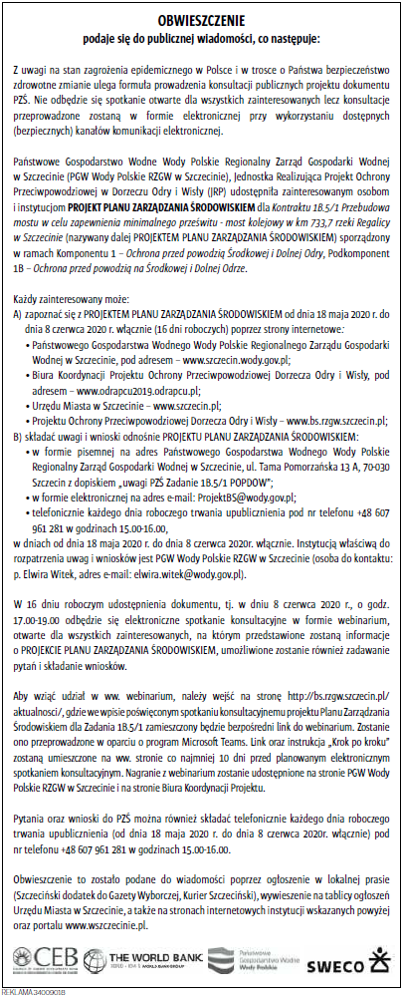 OBWIESZCZENIE
podaje się do publicznej wiadomości, co następuje:
Z uwagi na stan zagrożenia epidemicznego w Polsce i w trosce o Państwa bezpieczeństwo
zdrowotne zmianie ulega formuła prowadzenia konsultacji publicznych projektu dokumentu
PZŚ. Nie odbędzie się spotkanie otwarte dla wszystkich zainteresowanych lecz konsultacje
przeprowadzone zostaną w formie elektronicznej przy wykorzystaniu dostępnych
(bezpiecznych) kanałów komunikacji elektronicznej.
Państwowe Gospodarstwo Wodne Wody Polskie Regionalny Zarząd Gospodarki Wodnej
w Szczecinie (PGW Wody Polskie RZGW w Szczecinie), Jednostka Realizująca Projekt Ochrony
Przeciwpowodziowej w Dorzeczu Odry i Wisły (JRP) udostępniła zainteresowanym osobom
i instytucjom PROJEKT PLANU ZARZĄDZANIA ŚRODOWISKIEM dla Kontraktu 1B.5/1 Przebudowa
mostu w celu zapewnienia minimalnego prześwitu - most kolejowy w km 733,7 rzeki Regalicy
w Szczecinie (nazywany dalej PROJEKTEM PLANU ZARZĄDZANIA ŚRODOWISKIEM) sporządzony
w ramach Komponentu 1 – Ochrona przed powodzią Środkowej i Dolnej Odry, Podkomponent
1B – Ochrona przed powodzią na Środkowej i Dolnej Odrze.
Każdy zainteresowany może:
A) zapoznać się z PROJEKTEM PLANU ZARZĄDZANIA ŚRODOWISKIEM od dnia 18 maja 2020 r. do
dnia 8 czerwca 2020 r. włącznie (16 dni roboczych) poprzez strony internetowe:
• Państwowego Gospodarstwa Wodnego Wody Polskie Regionalny Zarządu Gospodarki
Wodnej w Szczecinie, pod adresem – www.szczecin.wody.gov.pl;
• Biura Koordynacji Projektu Ochrony Przeciwpowodziowej Dorzecza Odry i Wisły, pod
adresem – www.odrapcu2019.odrapcu.pl;
• Urzędu Miasta w Szczecinie – www.szczecin.pl;
• Projektu Ochrony Przeciwpowodziowej Dorzecza Odry i Wisły – www.bs.rzgw.szczecin.pl;
B) składać uwagi i wnioski odnośnie PROJEKTU PLANU ZARZĄDZANIA ŚRODOWISKIEM:
• w formie pisemnej na adres Państwowego Gospodarstwa Wodnego Wody Polskie
Regionalny Zarząd Gospodarki Wodnej w Szczecinie, ul. Tama Pomorzańska 13 A, 70-030
Szczecin z dopiskiem „uwagi PZŚ Zadanie 1B.5/1 POPDOW";
• w formie elektronicznej na adres e-mail: ProjektBS@wody.gov.pl;
• telefonicznie każdego dnia roboczego trwania upublicznienia pod nr telefonu +48 607
961 281 w godzinach 15.00-16.00,
w dniach od dnia 18 maja 2020 r. do dnia 8 czerwca 2020r. włącznie. Instytucją właściwą do
rozpatrzenia uwag i wniosków jest PGW Wody Polskie RZGW w Szczecinie (osoba do kontaktu:
p. Elwira Witek, adres e-mail: elwira.witek@wody.gov.pl).
W 16 dniu roboczym udostępnienia dokumentu, tj. w dniu 8 czerwca 2020 r., o godz.
17.00-19.00 odbędzie się elektroniczne spotkanie konsultacyjne w formie webinarium,
otwarte dla wszystkich zainteresowanych, na którym przedstawione zostaną informacje
o PROJEKCIE PLANU ZARZĄDZANIA ŚRODOWISKIEM, umożliwione zostanie również zadawanie
pytań i składanie wniosków.
Aby wziąć udział w ww. webinarium, należy wejść na stronę http://bs.rzgw.szczecin.pl/
aktualnosci/, gdzie we wpisie poświęconym spotkaniu konsultacyjnemu projektu Planu Zarządzania
Środowiskiem dla Zadania 1B.5/1 zamieszczony będzie bezpośredni link do webinarium. Zostanie
ono przeprowadzone w oparciu o program Microsoft Teams. Link oraz instrukcja „Krok po kroku"
zostaną umieszczone na ww. stronie co najmniej 10 dni przed planowanym elektronicznym
spotkaniem konsultacyjnym. Nagranie z webinarium zostanie udostępnione na stronie PGW Wody
Polskie RZGW w Szczecinie i na stronie Biura Koordynacji Projektu.
Pytania oraz wnioski do PZŚ można również składać telefonicznie każdego dnia roboczego
trwania upublicznienia (od dnia 18 maja 2020 r. do dnia 8 czerwca 2020r. włącznie) pod
nr telefonu +48 607 961 281 w godzinach 15.00-16.00.
Obwieszczenie to zostało podane do wiadomości poprzez ogłoszenie w lokalnej prasie
(Szczeciński dodatek do Gazety Wyborczej, Kurier Szczeciński), wywieszenie na tablicy ogłoszeń
Urzędu Miasta w Szczecinie, a także na stronach internetowych instytucji wskazanych powyżej
oraz portalu www.wszczecinie.pl.
CEB THE WORLD BANK Państwowe Gospodarstwo Wodne Wody Polskie SWECO
WORLD BANK GROUP
REKLAMA 34009018